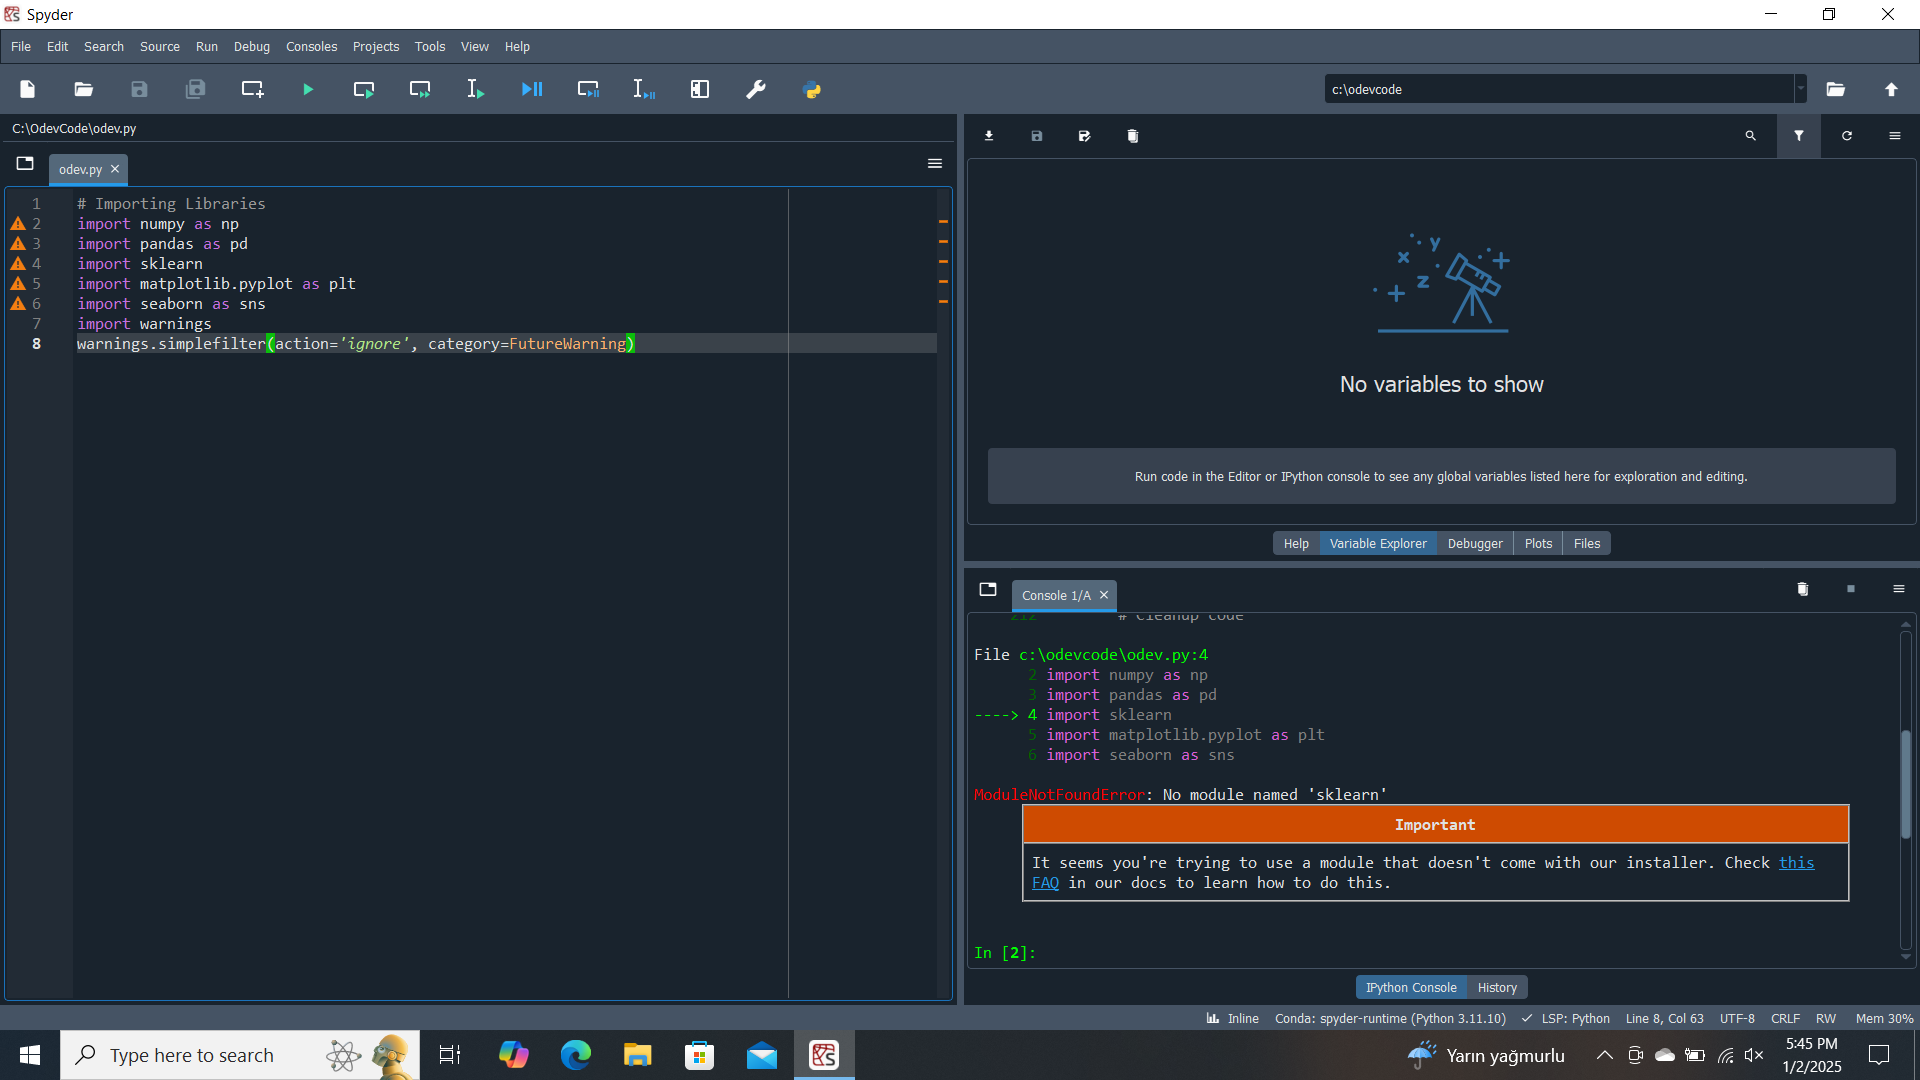 Spyder
File Edit Search Source Run Debug Consoles Projects Tools View Help
c:\odevcode
C:\OdevCode\odev.py
odev.py
1 # Importing Libraries
2 import numpy as np
3 import pandas as pd
4 import sklearn
5 import matplotlib.pyplot as plt
6 import seaborn as sns
7 import warnings
8 warnings.simplefilter(action='ignore', category=FutureWarning)
x y z
No variables to show
Run code in the Editor or IPython console to see any global variables listed here for exploration and editing.
Help Variable Explorer Debugger Plots Files
Console 1/A
212 # Cleanup code
File c:\odevcode\odev.py:4
2 import numpy as np
3 import pandas as pd
----> 4 import sklearn
5 import matplotlib.pyplot as plt
6 import seaborn as sns
ModuleNotFoundError: No module named 'sklearn'
Important
It seems you're trying to use a module that doesn't come with our installer. Check this
FAQ in our docs to learn how to do this.
In [2]:
IPython Console History
Inline Conda: spyder-runtime (Python 3.11.10) LSP: Python Line 8, Col 63 UTF-8 CRLF RW Mem 30%
Type here to search
Yarın yağmurlu
5:45 PM
1/2/2025